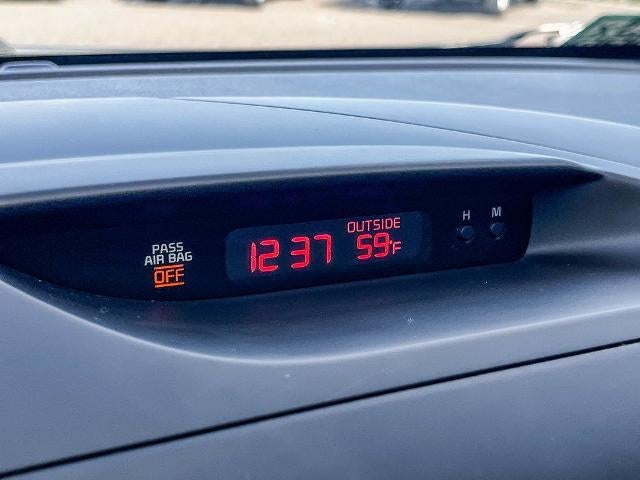 PASS
AIR BAG
OFF
OUTSIDE
12 37 59°F
H M